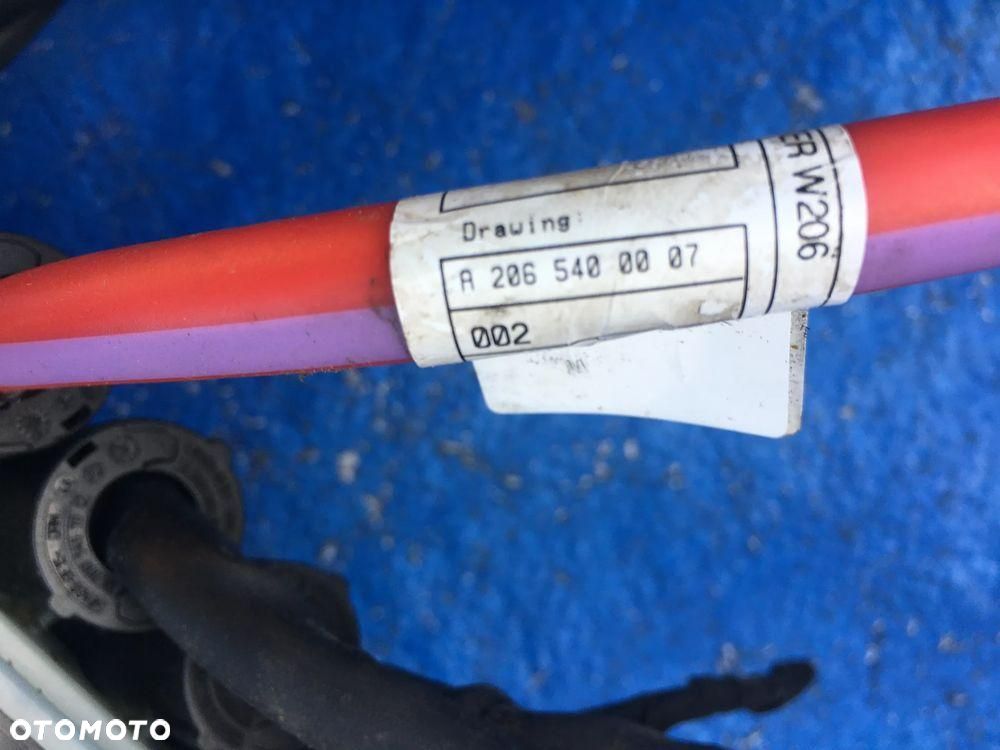 Drawing:
A 206 540 00 07
002
ER W206
OTOMOTO